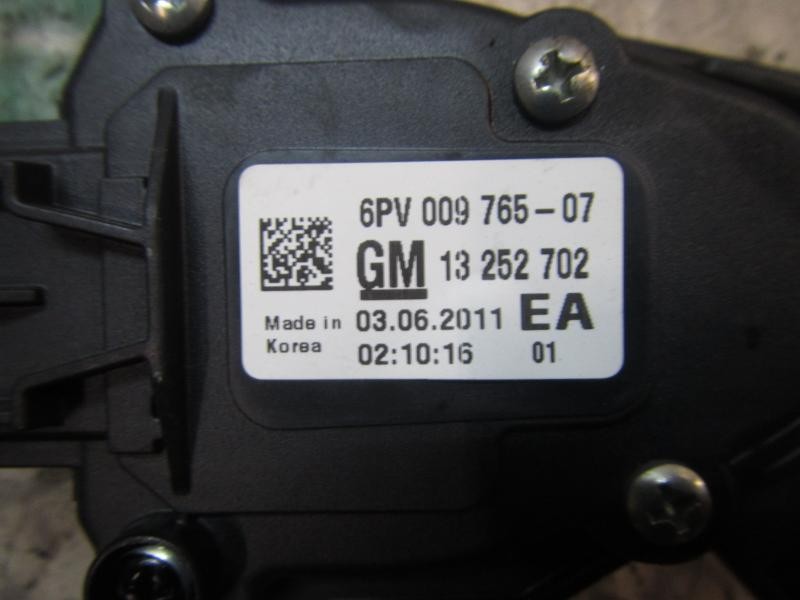 6PV 009 765-07
GM 13 252 702
Made in 03.06.2011 EA
Korea 02:10:16 01